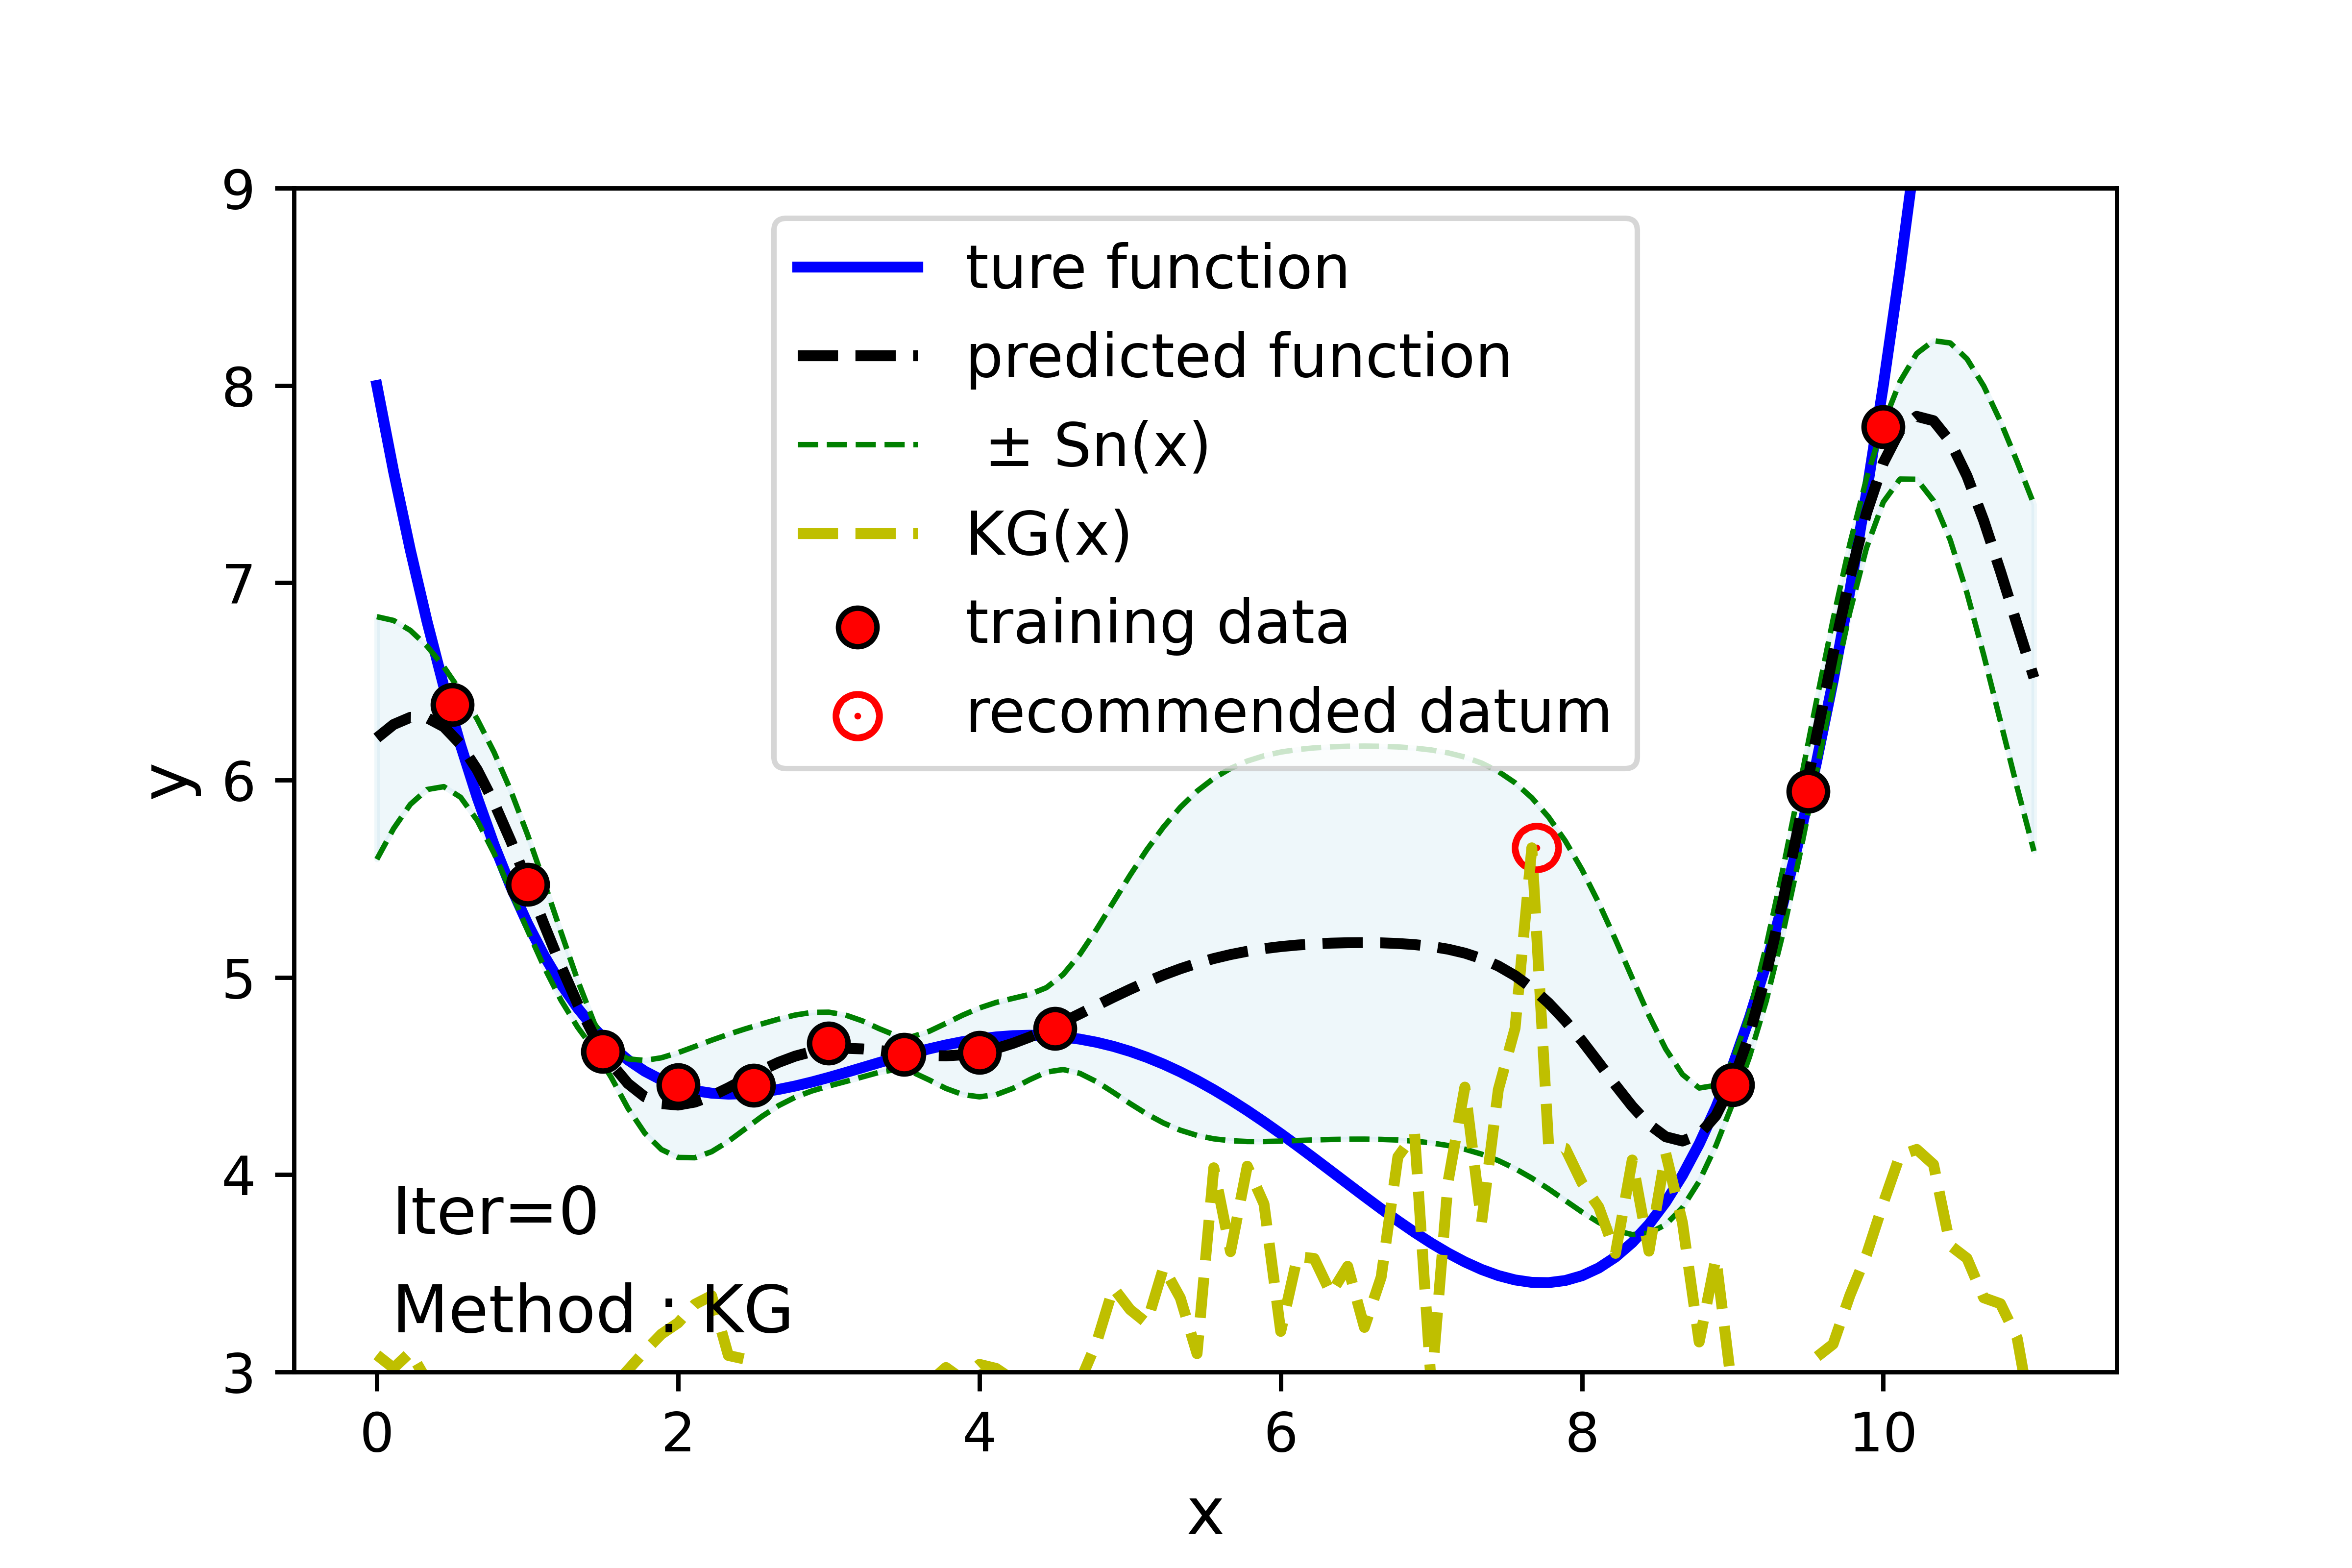 9
8
7
6
5
4
3
y
ture function
predicted function
± Sn(x)
KG(x)
training data
recommended datum
Iter=0
Method : KG
0 2 4 6 8 10
x